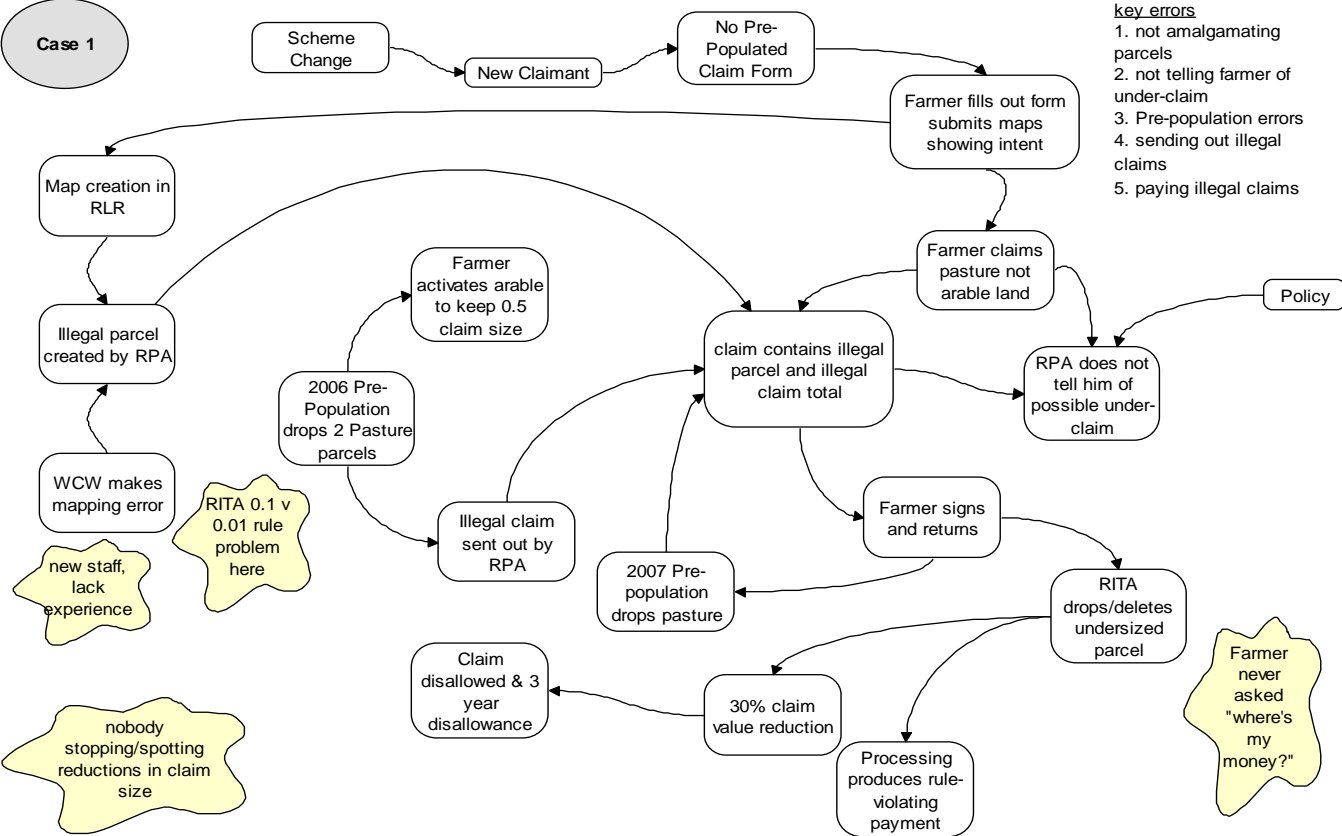 Case 1
Scheme
Change
New Claimant
No Pre-
Populated
Claim Form
Farmer fills out form
submits maps
showing intent
key errors
1. not amalgamating
parcels
2. not telling farmer of
under-claim
3. Pre-population errors
4. sending out illegal
claims
5. paying illegal claims
Map creation in
RLR
Farmer claims
pasture not
arable land
Policy
Farmer
activates arable
to keep 0.5
claim size
Illegal parcel
created by RPA
claim contains illegal
parcel and illegal
claim total
RPA does not
tell him of
possible under-
claim
2006 Pre-
Population
drops 2 Pasture
parcels
WCW makes
mapping error
RITA 0.1 v
0.01 rule
problem
here
new staff,
lack
experience
Illegal claim
sent out by
RPA
2007 Pre-
population
drops pasture
Farmer signs
and returns
RITA
drops/deletes
undersized
parcel
Claim
disallowed & 3
year
disallowance
30% claim
value reduction
Processing
produces rule-
violating
payment
Farmer
never
asked
"where's
my
money?"
nobody
stopping/spotting
reductions in claim
size